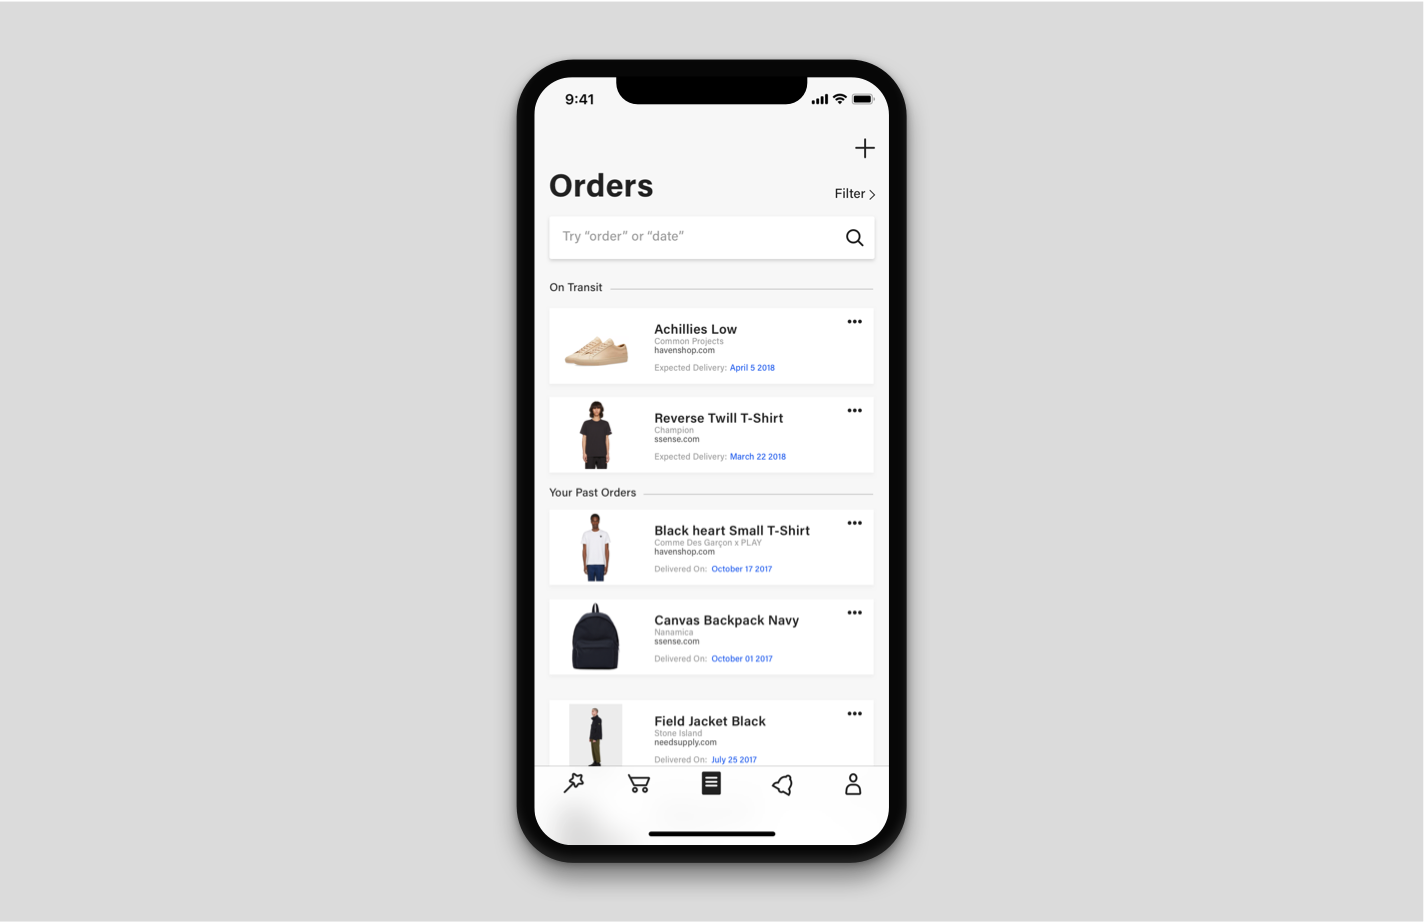 9:41
Orders
Filter
Try “order” or “date”
On Transit
Achillies Low
Common Projects
havenshop.com
Expected Delivery: April 5 2018
Reverse Twill T-Shirt
Champion
ssense.com
Expected Delivery: March 22 2018
Your Past Orders
Black heart Small T-Shirt
Comme Des Garçon x PLAY
havenshop.com
Delivered On: October 17 2017
Canvas Backpack Navy
Nanamica
ssense.com
Delivered On: October 01 2017
Field Jacket Black
Stone Island
needsupply.com
Delivered On: July 25 2017